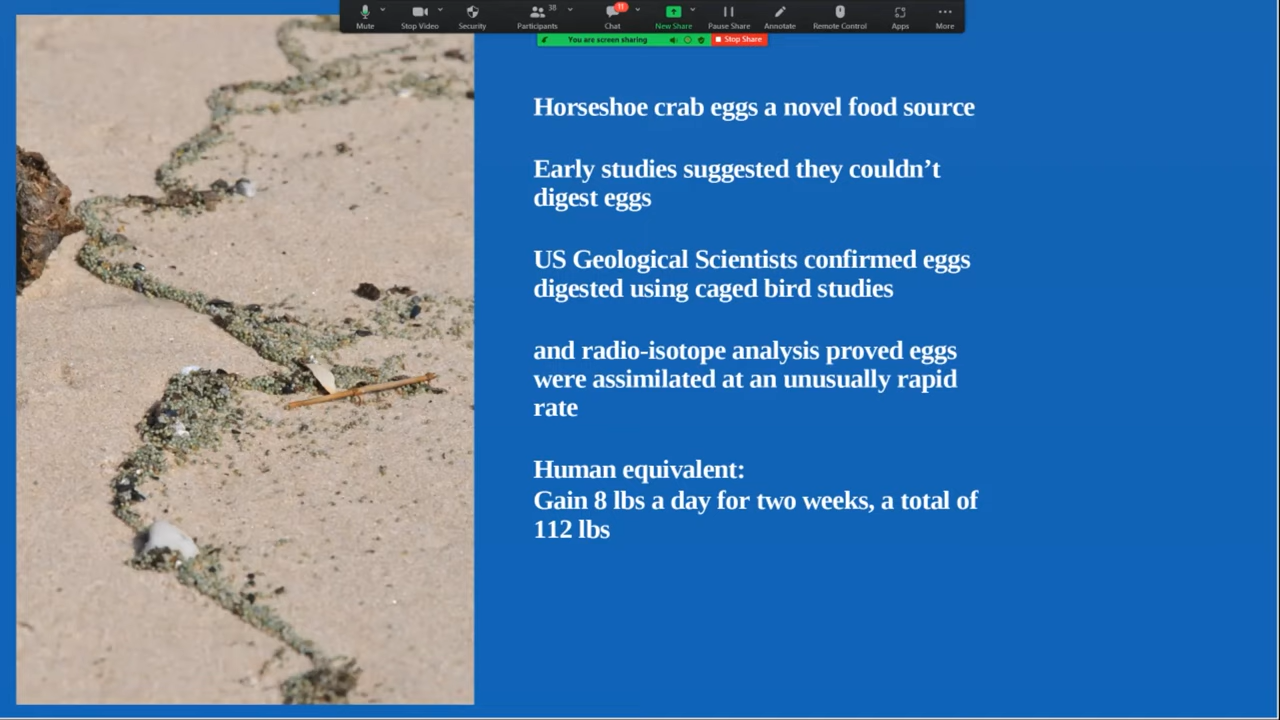 Mute
Stop Video
Security
Participants
38
Chat
11
New Share
Pause Share
Annotate
Remote Control
Apps
More
You are screen sharing
Stop Share
Horseshoe crab eggs a novel food source
Early studies suggested they couldn’t
digest eggs
US Geological Scientists confirmed eggs
digested using caged bird studies
and radio-isotope analysis proved eggs
were assimilated at an unusually rapid
rate
Human equivalent:
Gain 8 lbs a day for two weeks, a total of
112 lbs